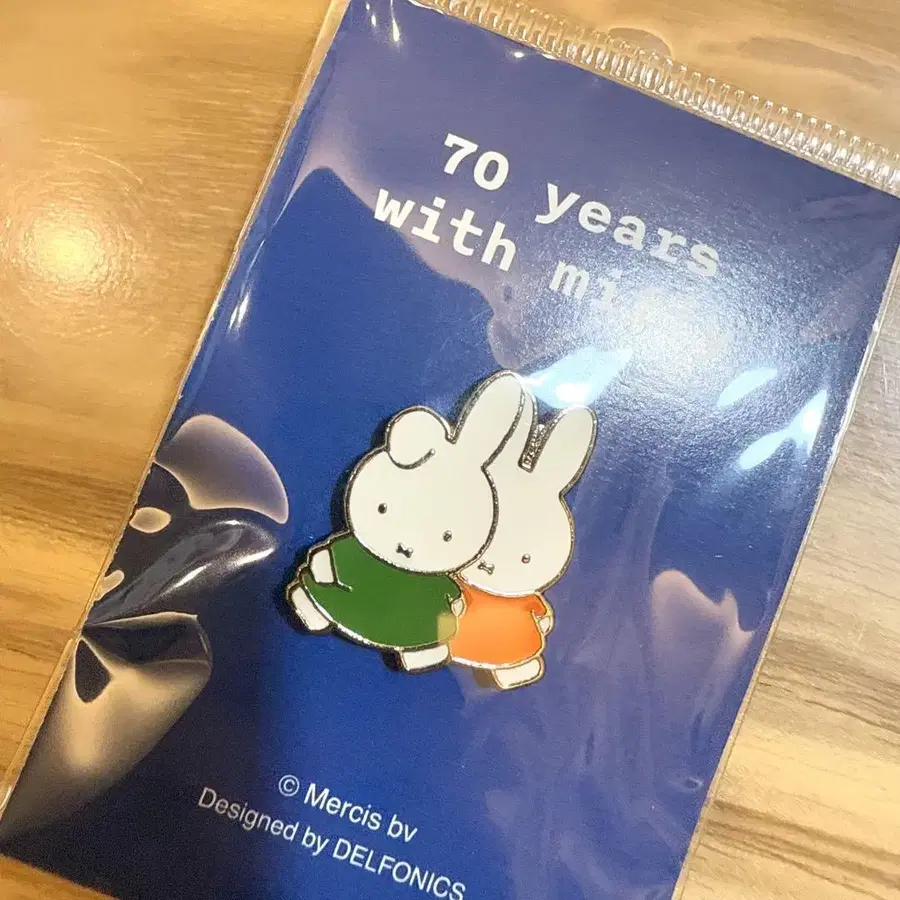 70 years
with
© Mercis bv
Designed by DELFONICS